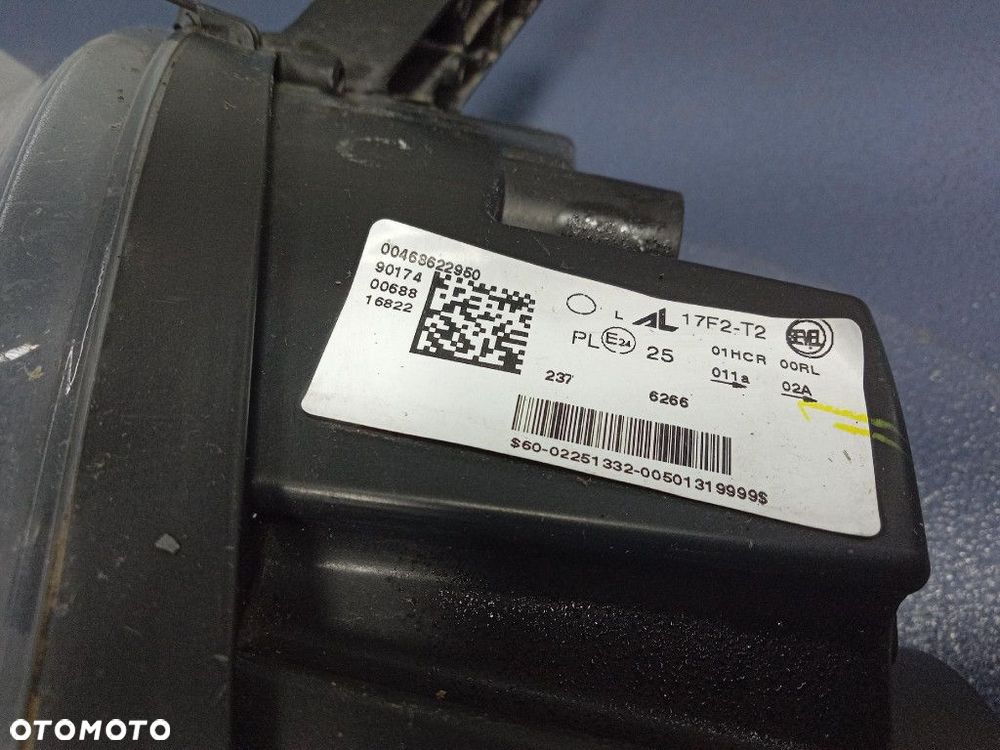 00468622950
90174
00688
16822
L AL 17F2-T2 SEVEL
PL E24 25 01HCR 00RL
011a 02A
237 6266
$60-02251332-00501319999$
OTOMOTO